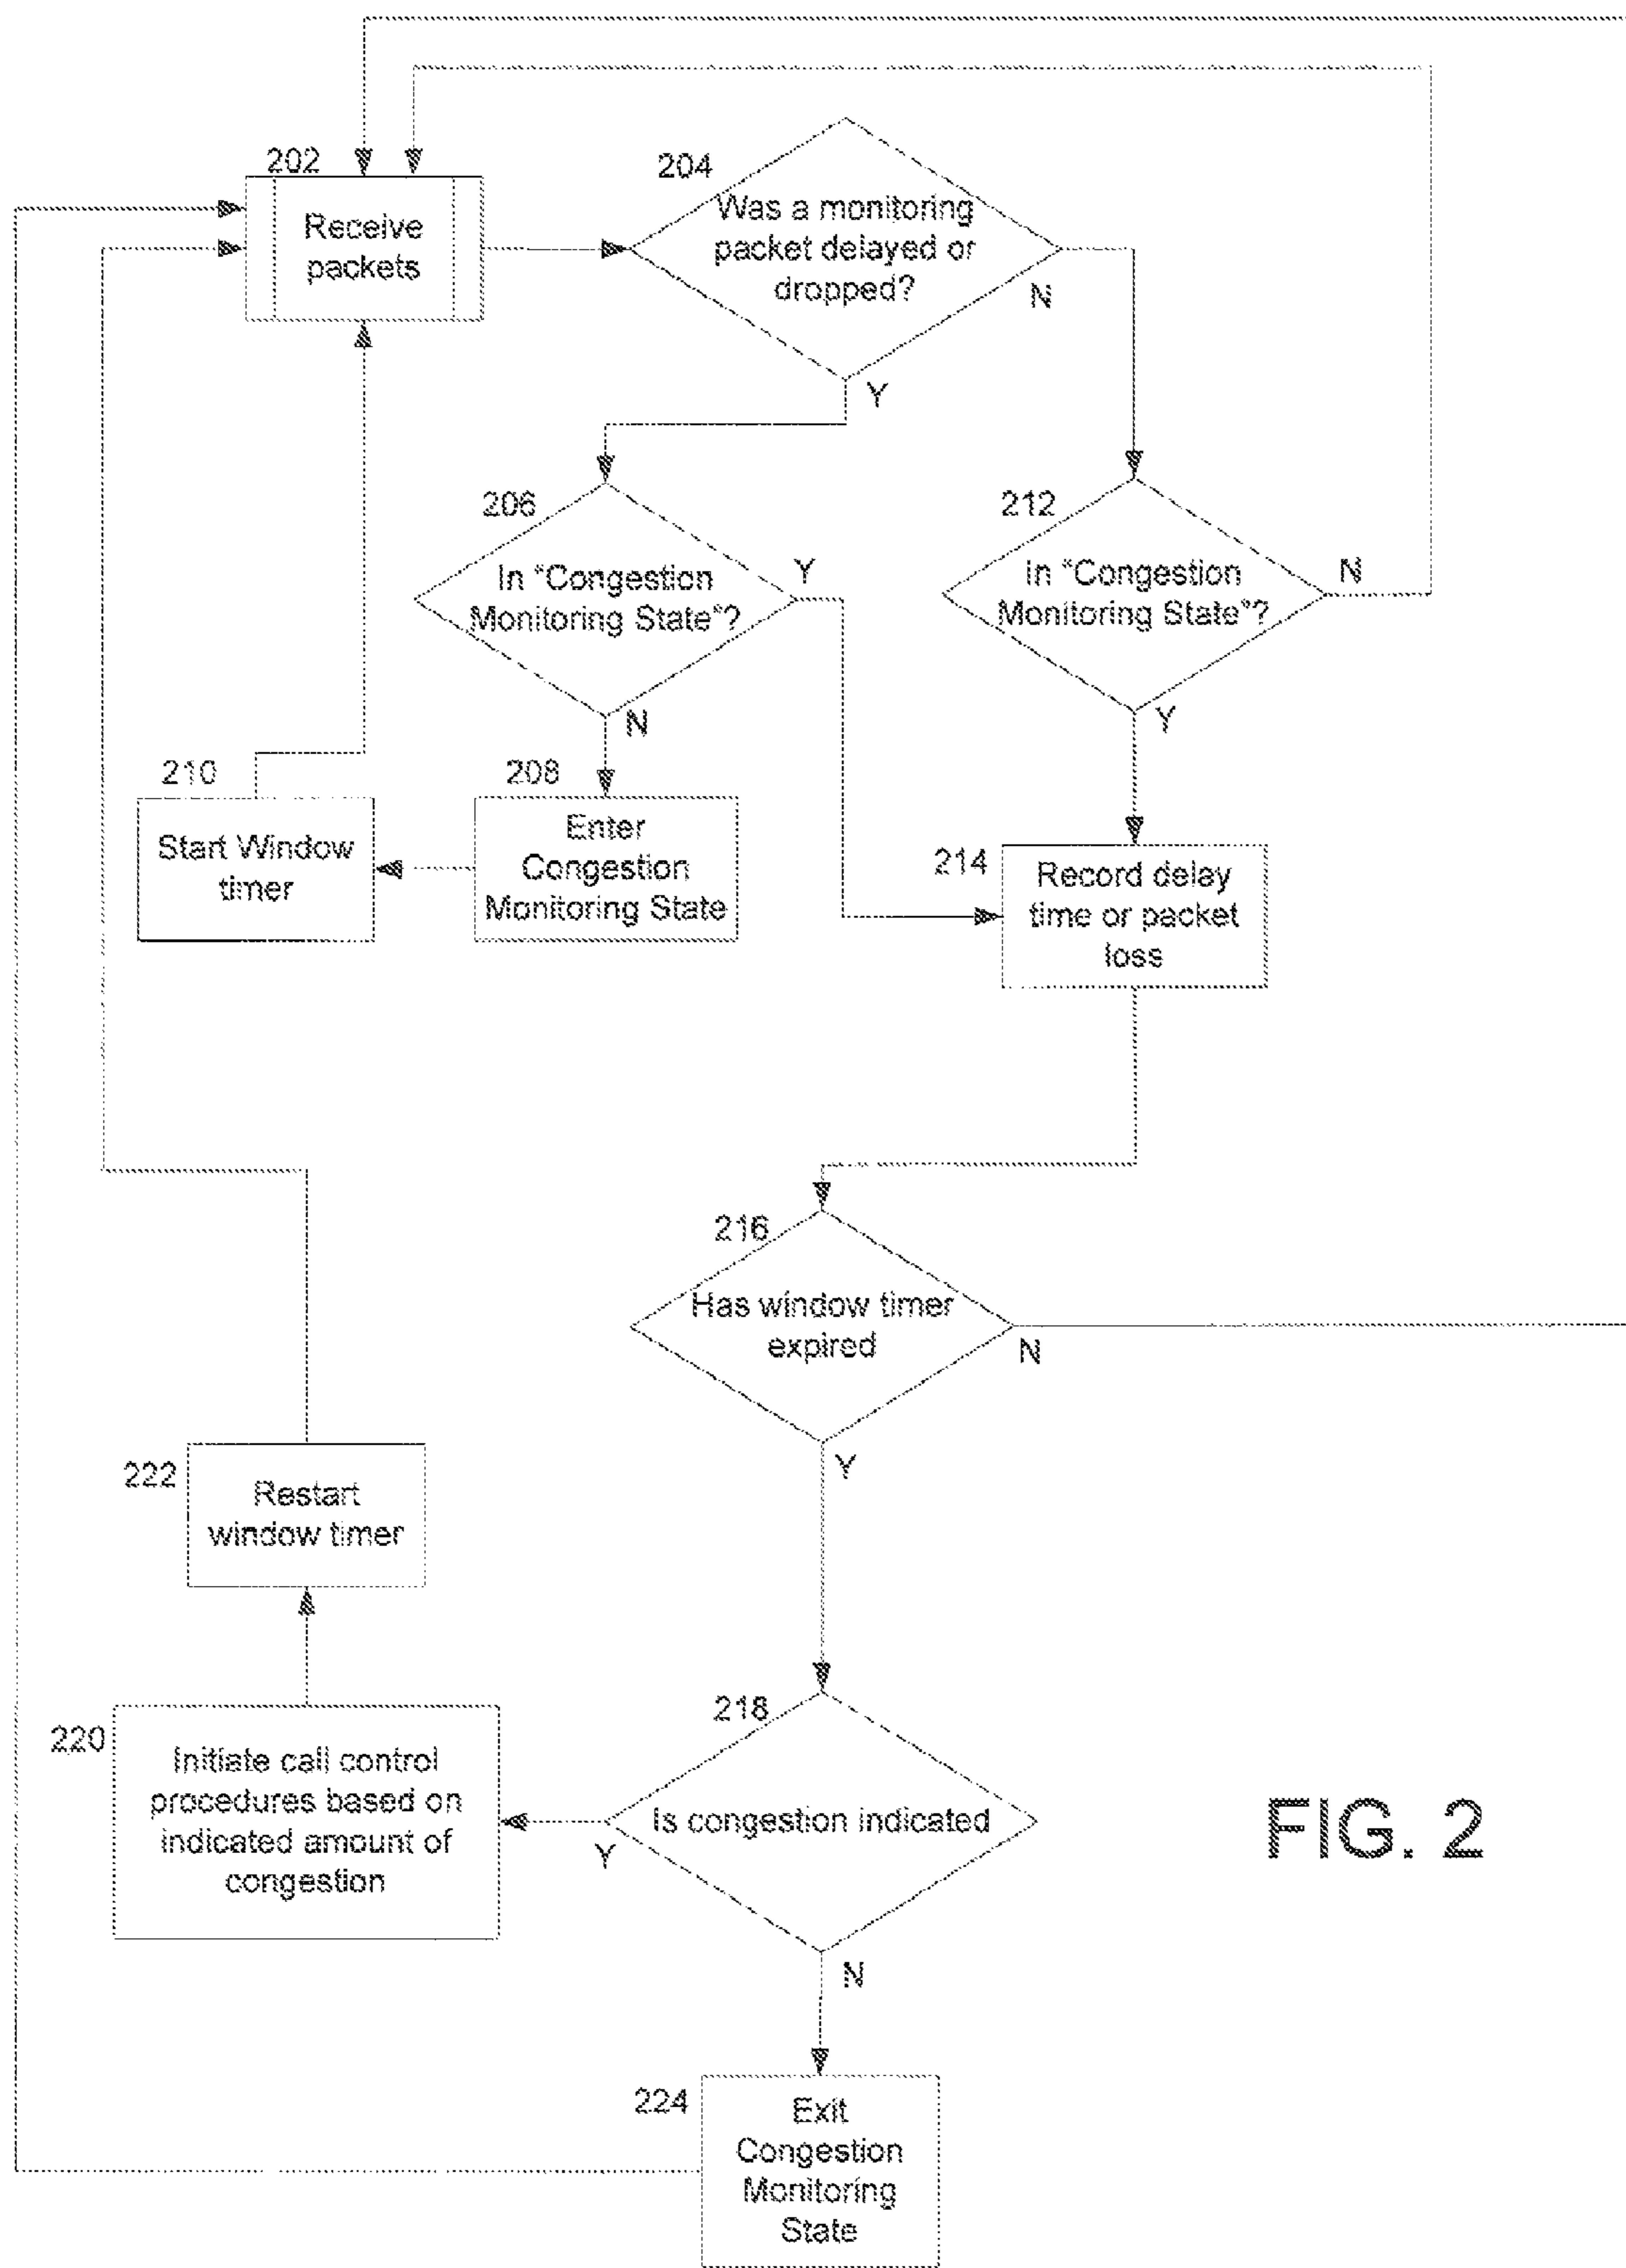 202
Receive
packets
204
Was a monitoring
packet delayed or
dropped?
N
Y
206
In "Congestion
Monitoring State"?
Y
N
212
In "Congestion
Monitoring State"?
N
Y
210
Start Window
timer
208
Enter
Congestion
Monitoring State
214
Record delay
time or packet
loss
216
Has window timer
expired
N
Y
222
Restart
window timer
220
Initiate call control
procedures based on
indicated amount of
congestion
218
Is congestion indicated
Y
N
224
Exit
Congestion
Monitoring
State
FIG. 2